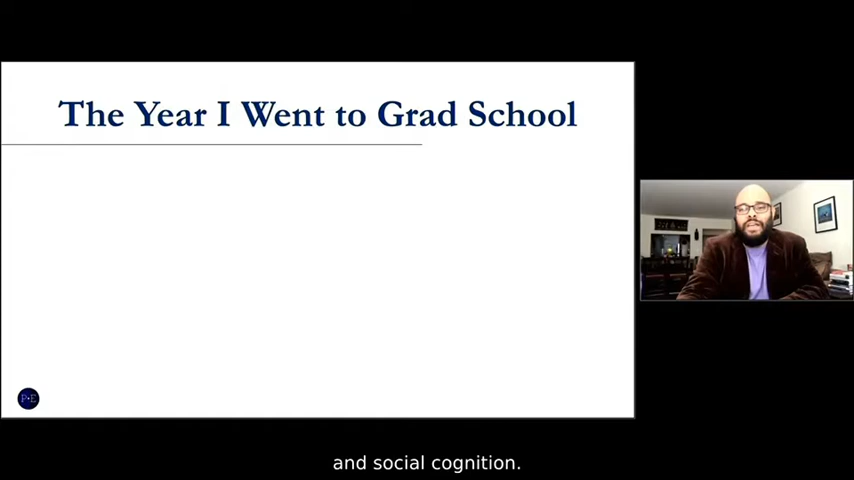 The Year I Went to Grad School
P•E
and social cognition.